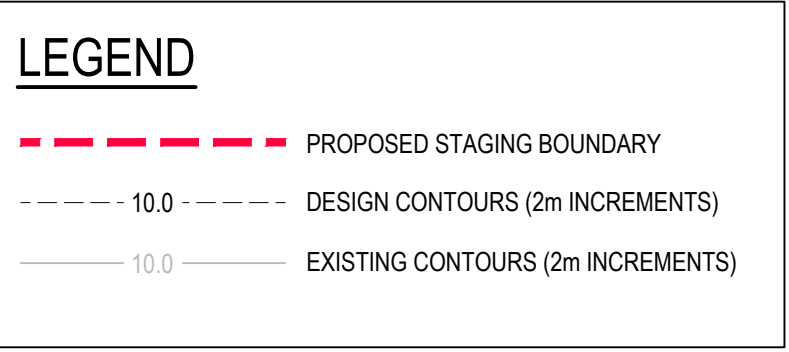 LEGEND
PROPOSED STAGING BOUNDARY
10.0 DESIGN CONTOURS (2m INCREMENTS)
10.0 EXISTING CONTOURS (2m INCREMENTS)